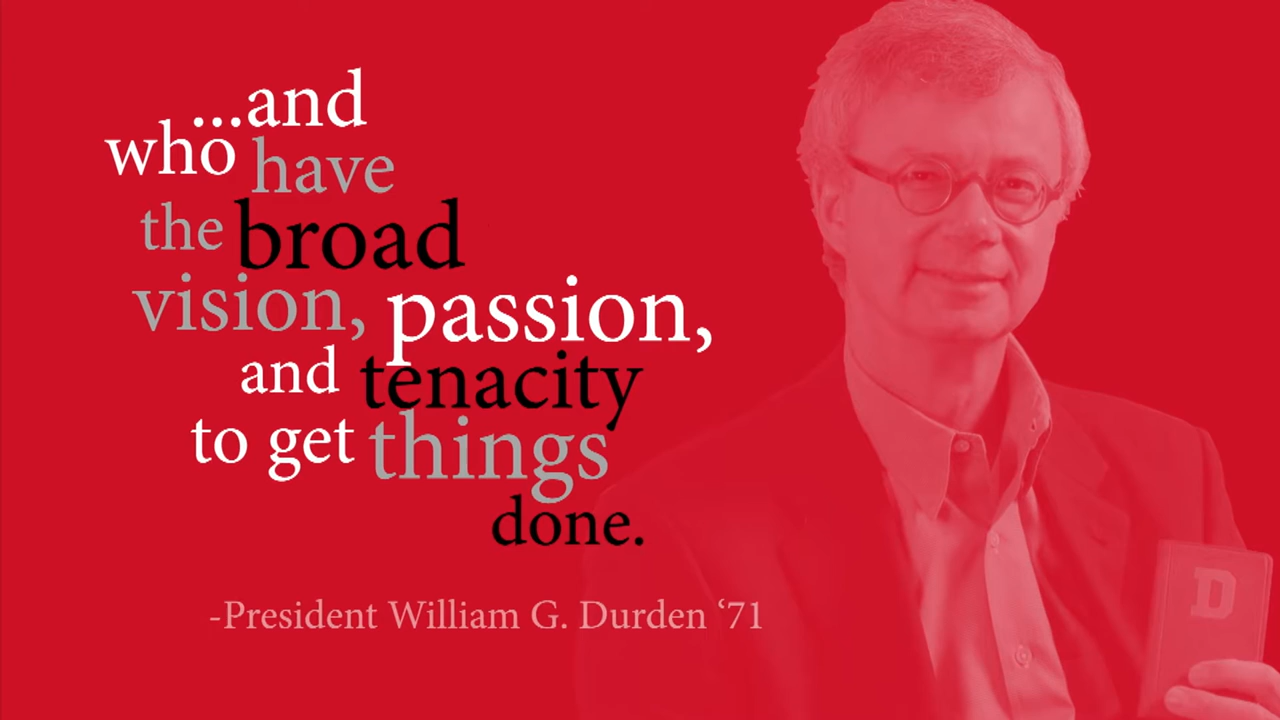 ...and
who have
the broad
vision, passion,
and tenacity
to get things
done.
-President William G. Durden ‘71
D